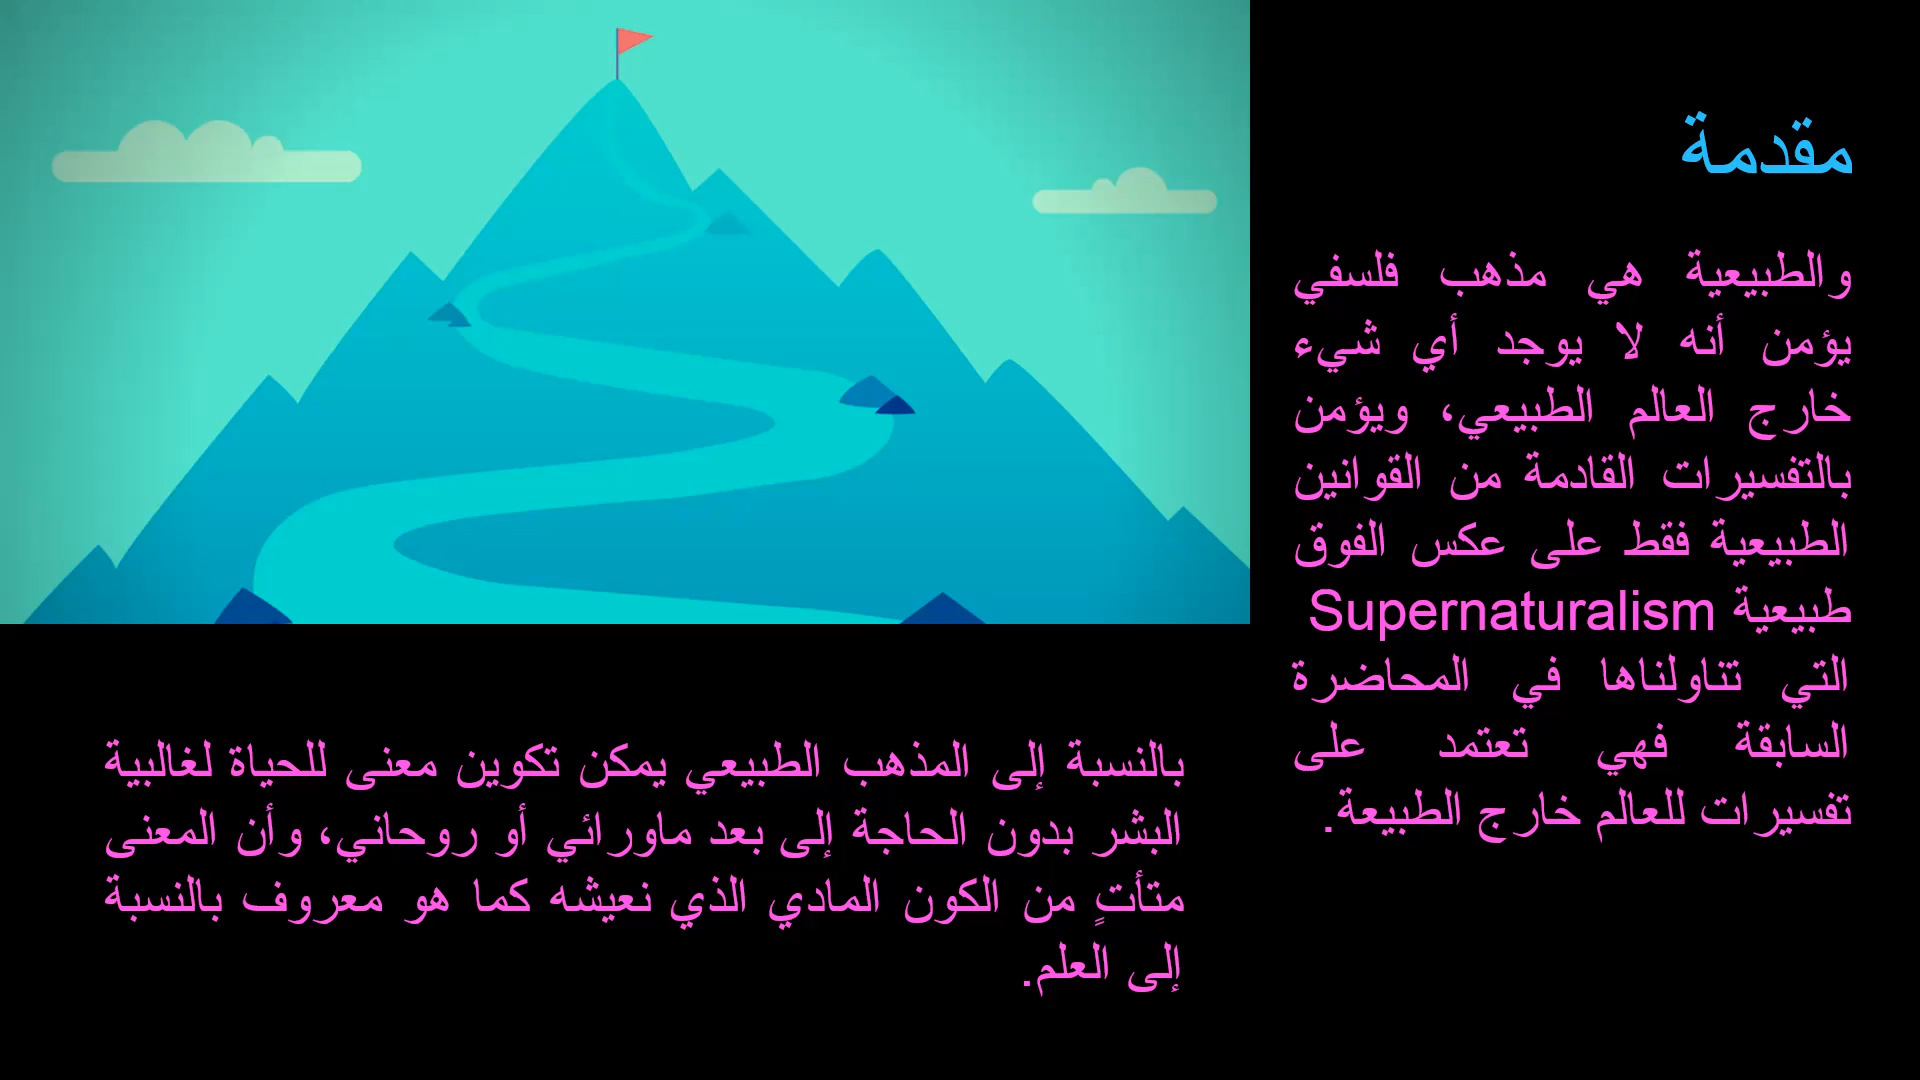 مقدمة
والطبيعية هي مذهب فلسفي
يؤمن أنه لا يوجد أي شيء
خارج العالم الطبيعي، ويؤمن
بالتفسيرات القادمة من القوانين
الطبيعية فقط على عكس الفوق
طبيعية Supernaturalism
التي تناولناها في المحاضرة
السابقة فهي تعتمد على
تفسيرات للعالم خارج الطبيعة.
بالنسبة إلى المذهب الطبيعي يمكن تكوين معنى للحياة لغالبية
البشر بدون الحاجة إلى بعد ماورائي أو روحاني، وأن المعنى
متأتٍ من الكون المادي الذي نعيشه كما هو معروف بالنسبة
إلى العلم.